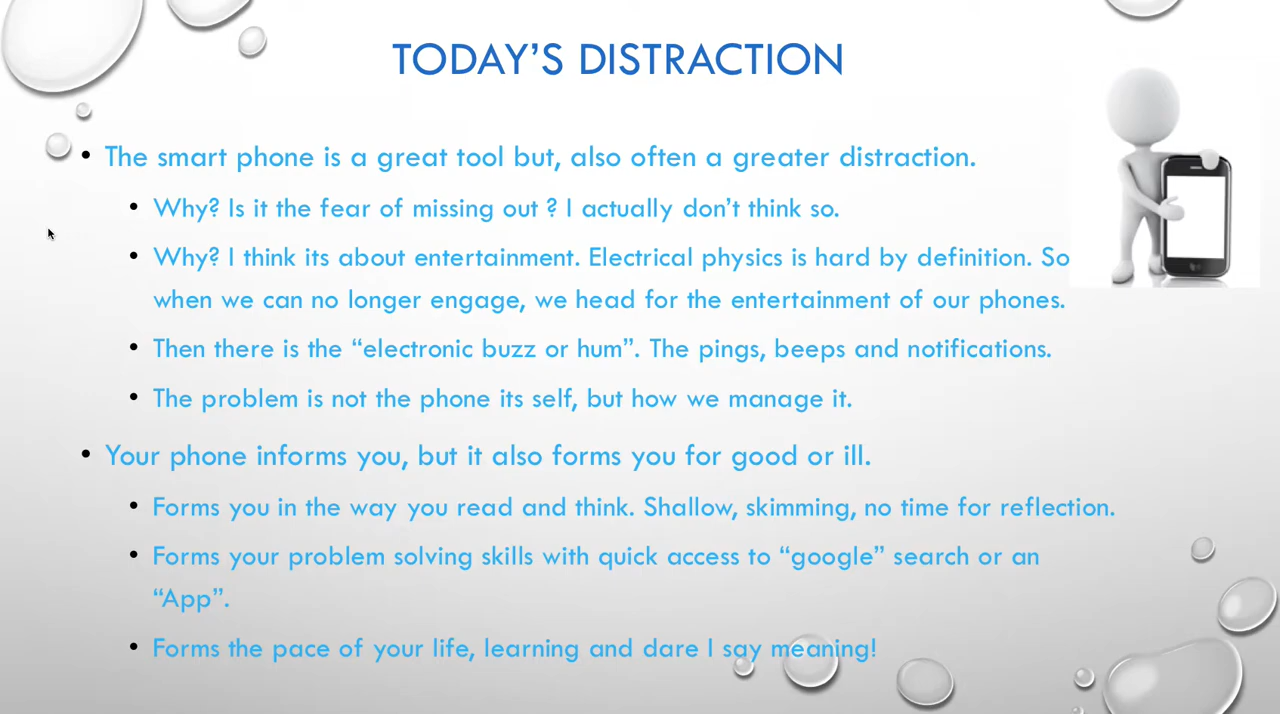 TODAY’S DISTRACTION
• The smart phone is a great tool but, also often a greater distraction.
• Why? Is it the fear of missing out ? I actually don’t think so.
• Why? I think its about entertainment. Electrical physics is hard by definition. So
when we can no longer engage, we head for the entertainment of our phones.
• Then there is the “electronic buzz or hum”. The pings, beeps and notifications.
• The problem is not the phone its self, but how we manage it.
• Your phone informs you, but it also forms you for good or ill.
• Forms you in the way you read and think. Shallow, skimming, no time for reflection.
• Forms your problem solving skills with quick access to “google” search or an
“App”.
• Forms the pace of your life, learning and dare I say meaning!